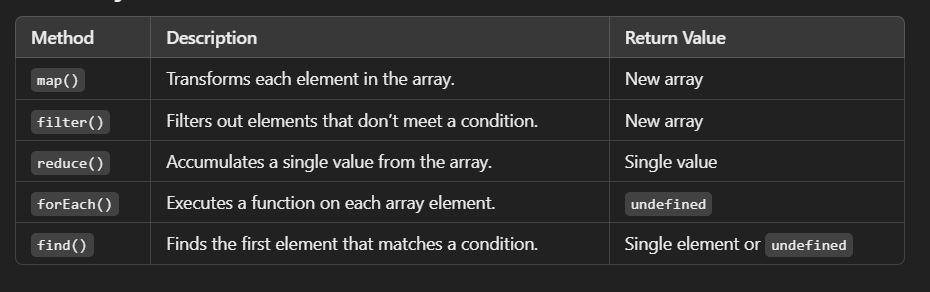 Method Description Return Value
map() Transforms each element in the array. New array
filter() Filters out elements that don’t meet a condition. New array
reduce() Accumulates a single value from the array. Single value
forEach() Executes a function on each array element. undefined
find() Finds the first element that matches a condition. Single element or undefined